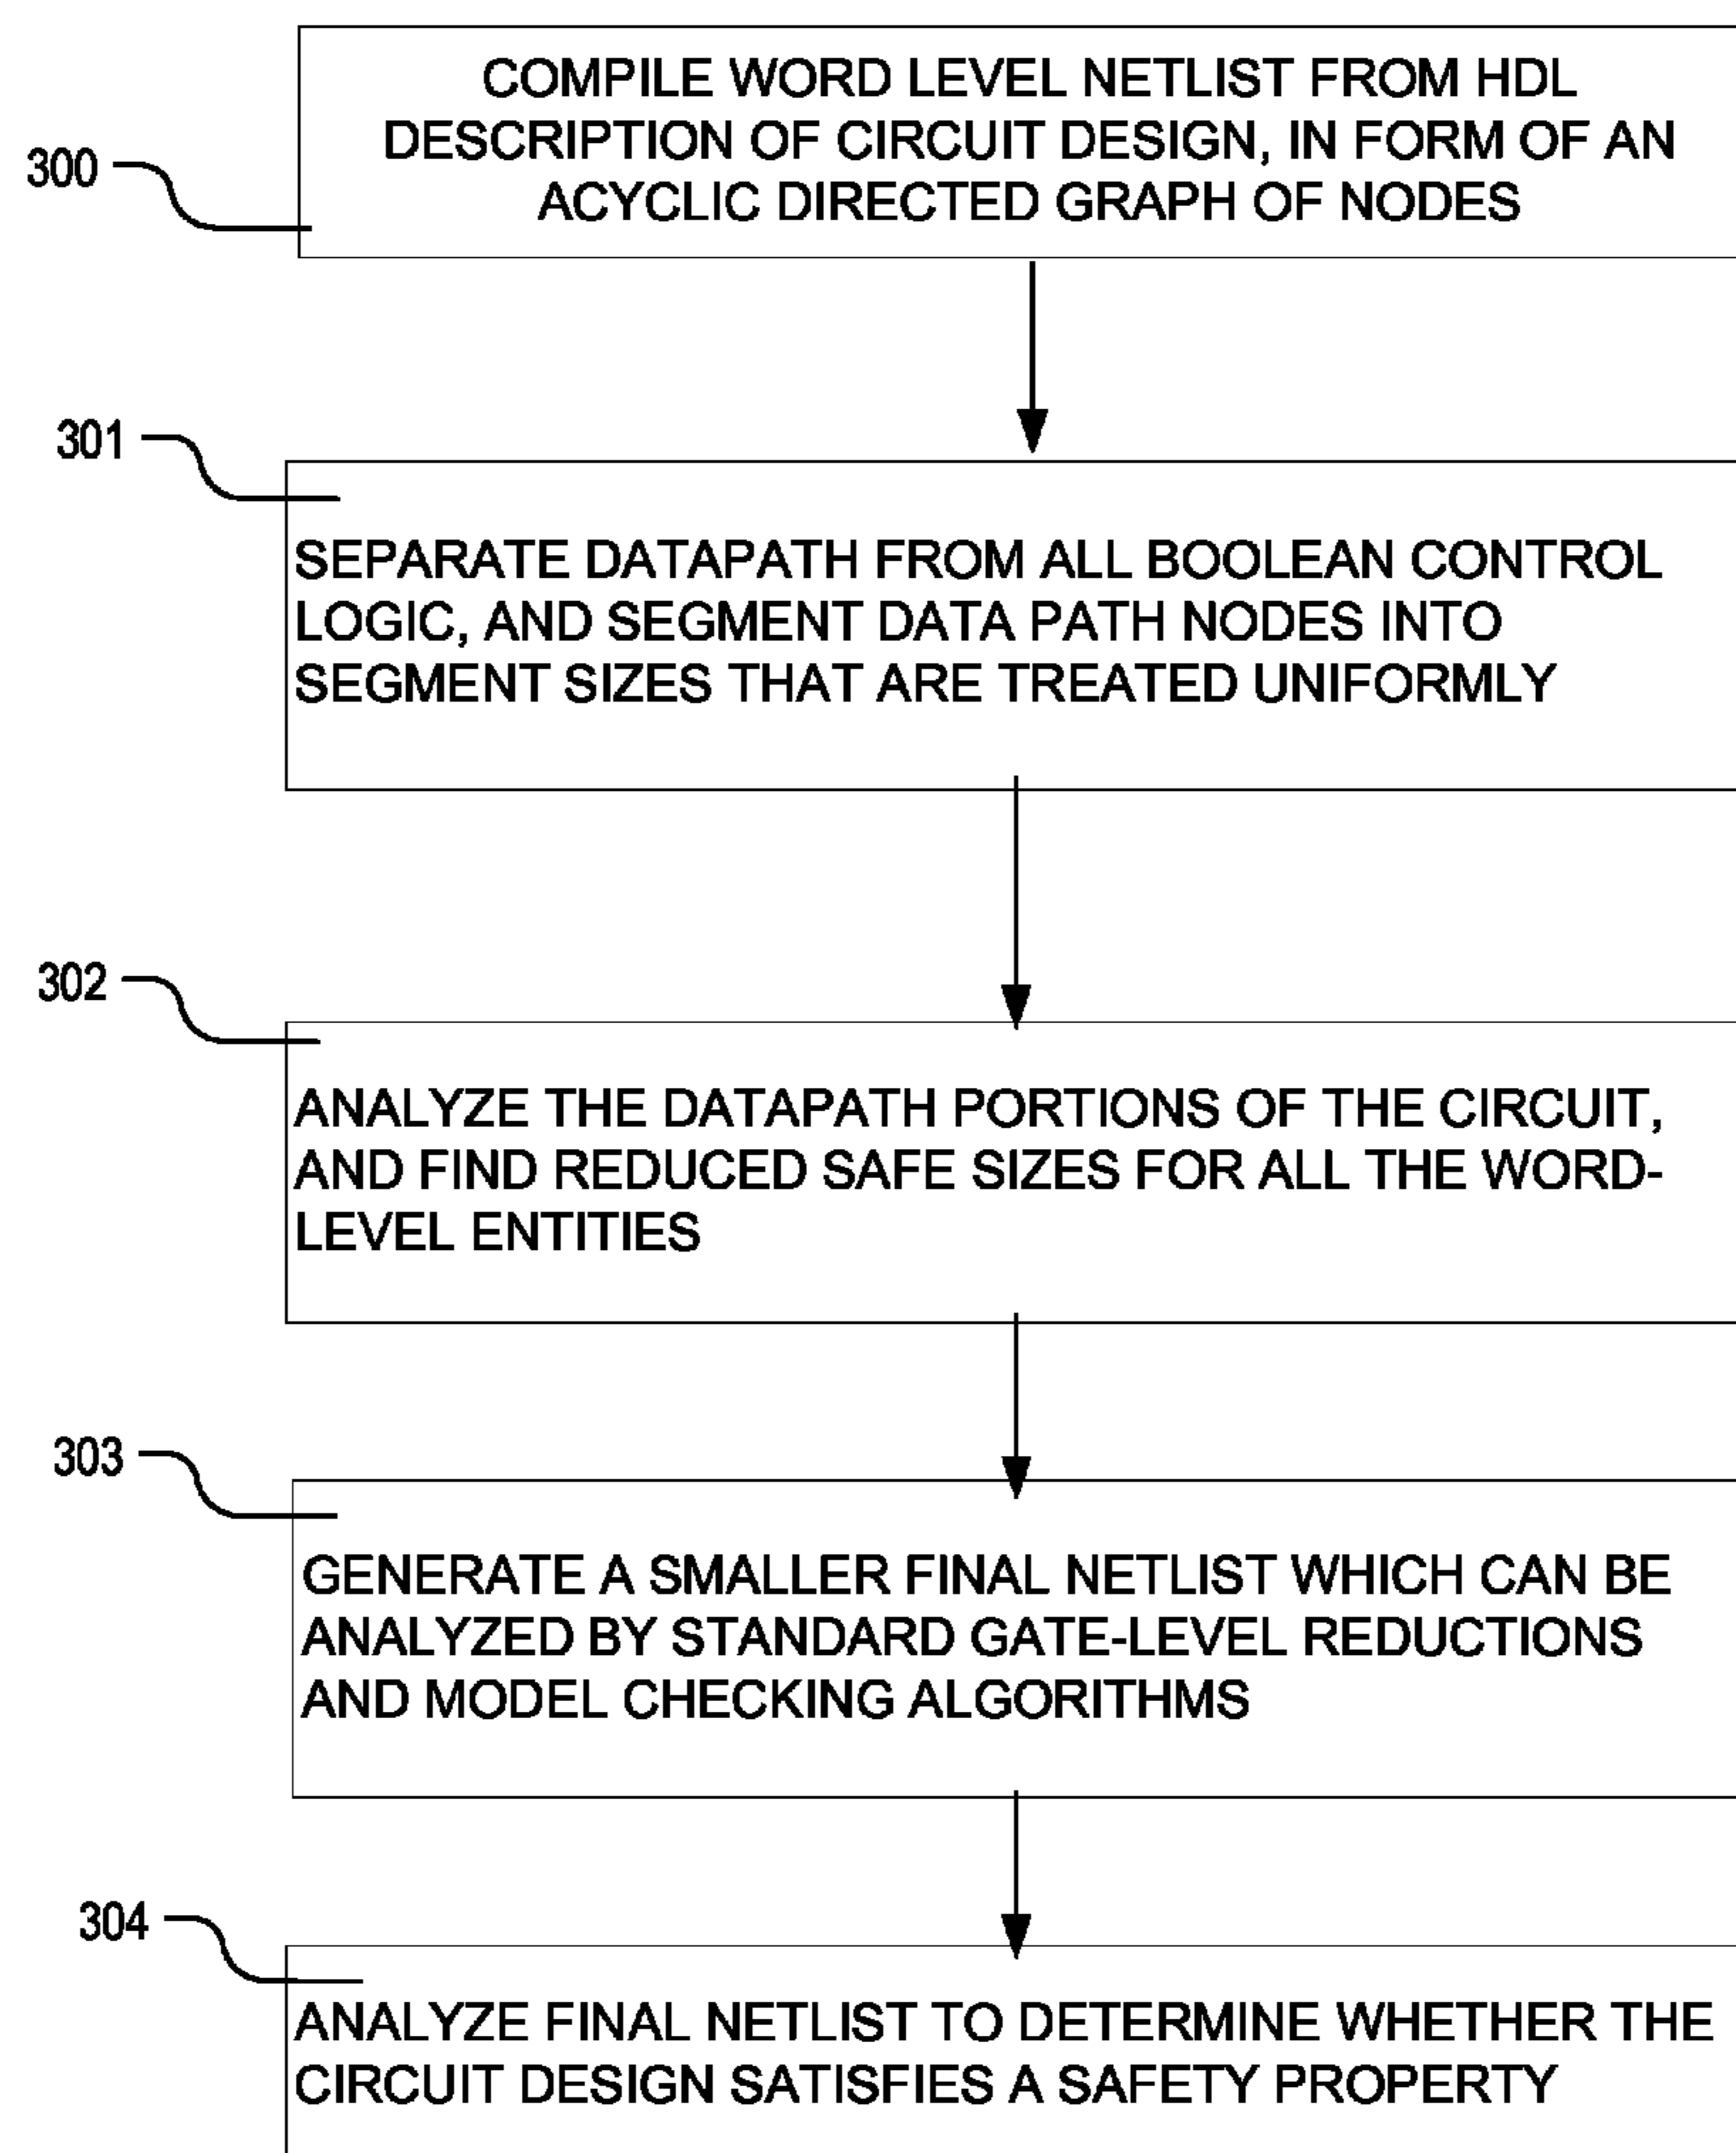 300
COMPILE WORD LEVEL NETLIST FROM HDL
DESCRIPTION OF CIRCUIT DESIGN, IN FORM OF AN
ACYCLIC DIRECTED GRAPH OF NODES
301
SEPARATE DATAPATH FROM ALL BOOLEAN CONTROL
LOGIC, AND SEGMENT DATA PATH NODES INTO
SEGMENT SIZES THAT ARE TREATED UNIFORMLY
302
ANALYZE THE DATAPATH PORTIONS OF THE CIRCUIT,
AND FIND REDUCED SAFE SIZES FOR ALL THE WORD-
LEVEL ENTITIES
303
GENERATE A SMALLER FINAL NETLIST WHICH CAN BE
ANALYZED BY STANDARD GATE-LEVEL REDUCTIONS
AND MODEL CHECKING ALGORITHMS
304
ANALYZE FINAL NETLIST TO DETERMINE WHETHER THE
CIRCUIT DESIGN SATISFIES A SAFETY PROPERTY